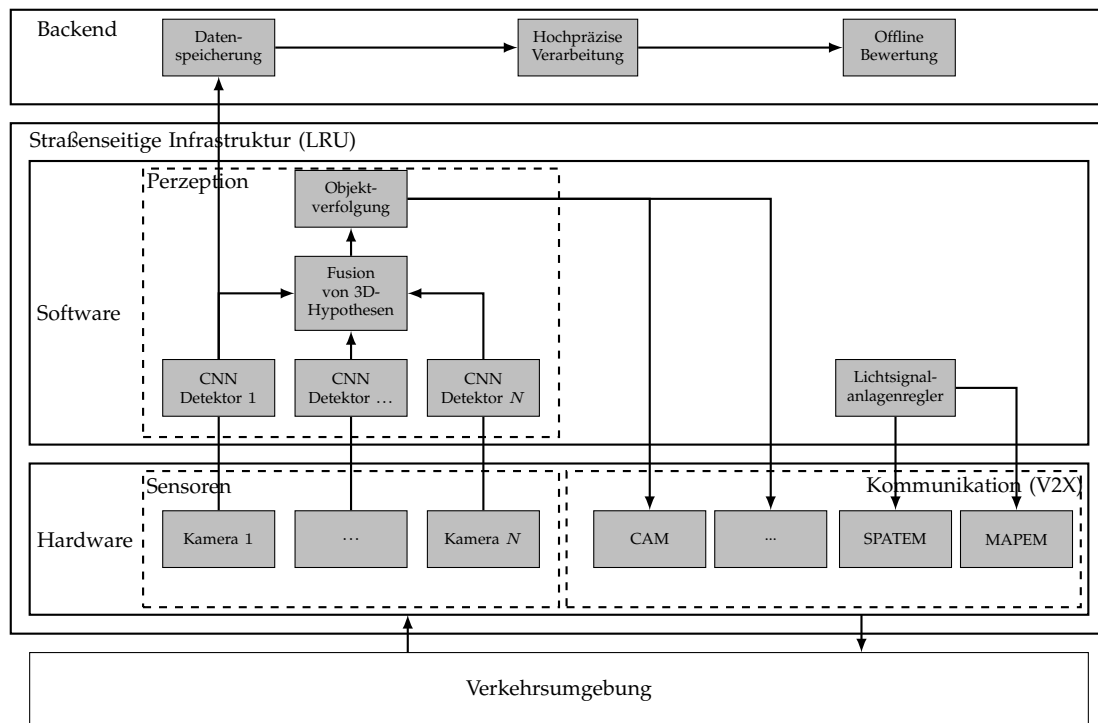 Backend
Daten-
speicherung
Hochpräzise
Verarbeitung
Offline
Bewertung
Straßenseitige Infrastruktur (LRU)
Perzeption
Objekt-
verfolgung
Fusion
von 3D-
Hypothesen
Software
CNN
Detektor 1
CNN
Detektor …
CNN
Detektor N
Lichtsignal-
anlagenregler
Sensoren
Kommunikation (V2X)
Hardware
Kamera 1
…
Kamera N
CAM
...
SPATEM
MAPEM
Verkehrsumgebung